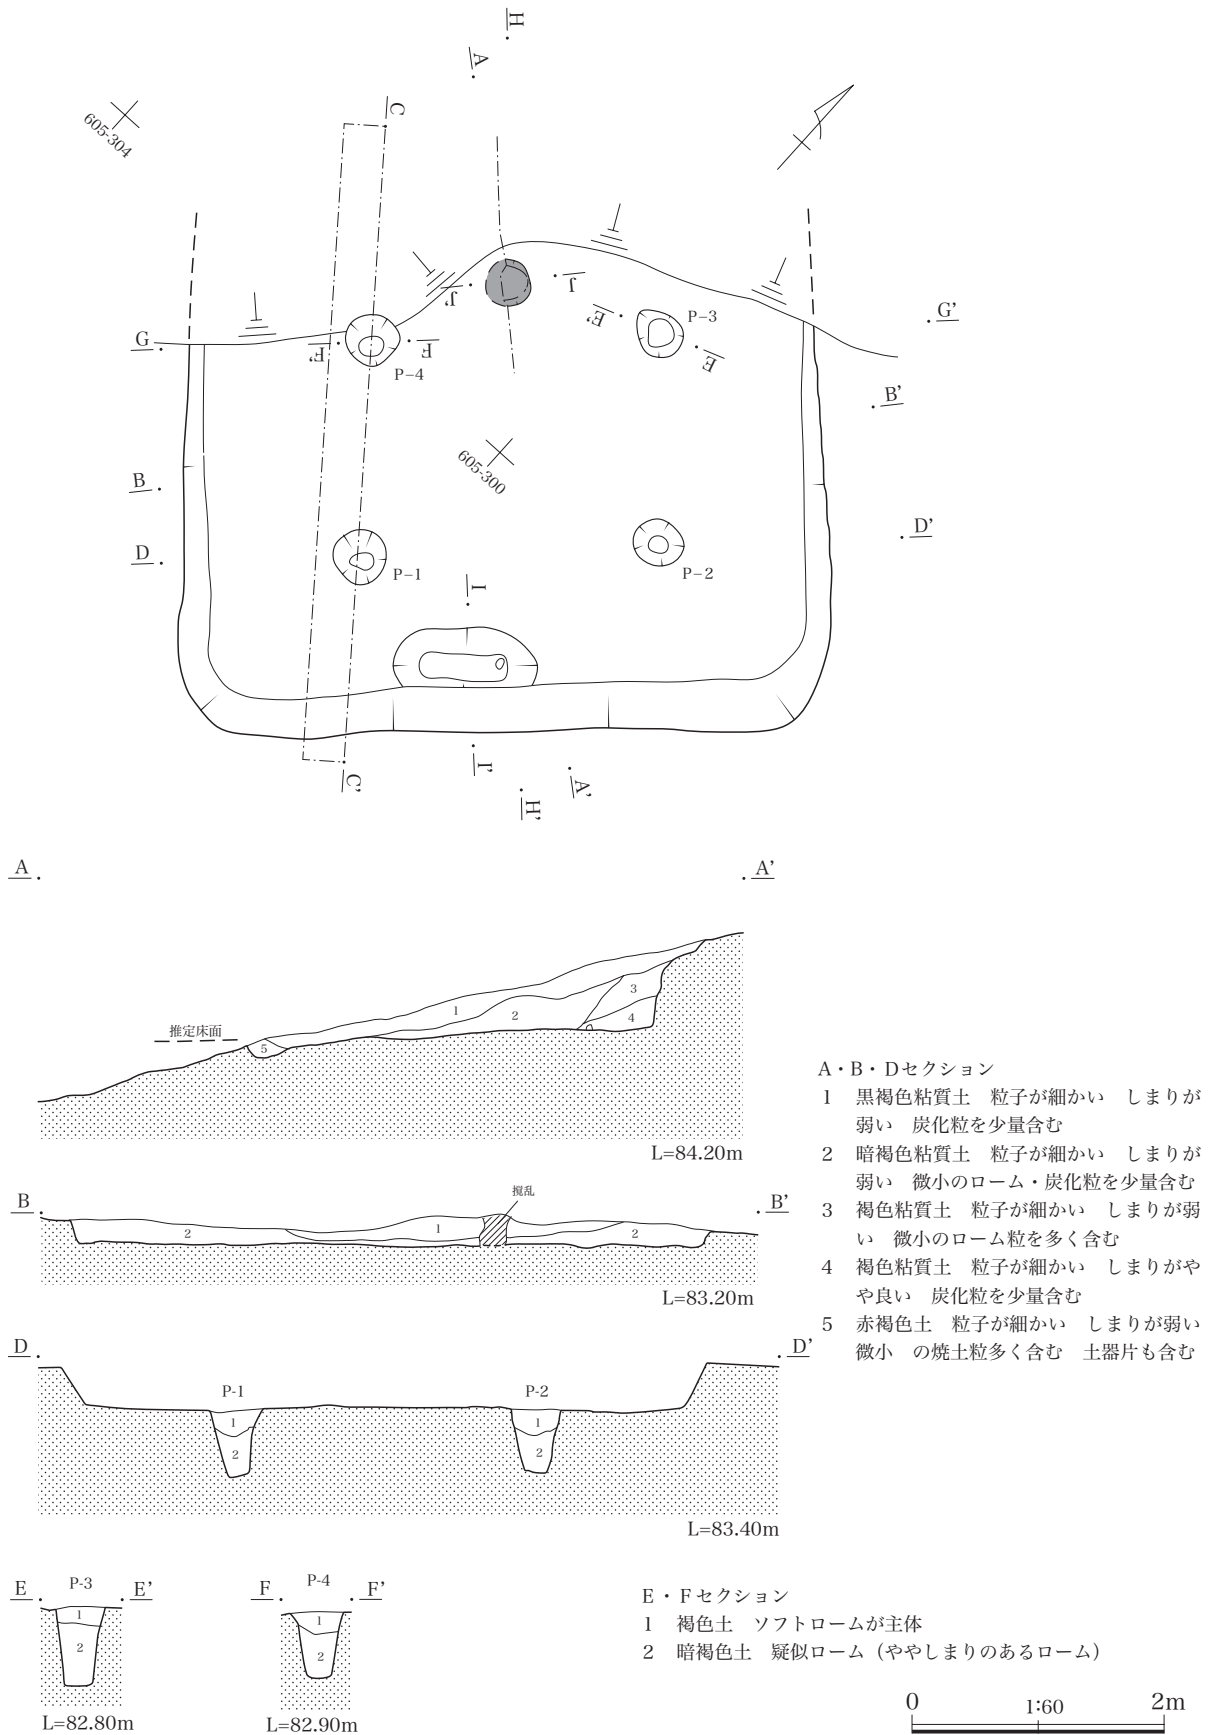 H
A
C
605-304
J'
J
E'
P−3
E
G
G'
F'
F
P−4
B'
605-300
B
D
D'
P−1
P−2
I
C'
I'
A'
H'
A
A'
推定床面
1
2
3
4
5
L=84.20m
B
B'
攪乱
2
1
2
L=83.20m
D
D'
P-1
P-2
1
2
1
2
L=83.40m
A・B・Dセクション
1 黒褐色粘質土 粒子が細かい しまりが
弱い 炭化粒を少量含む
2 暗褐色粘質土 粒子が細かい しまりが
弱い 微小のローム・炭化粒を少量含む
3 褐色粘質土 粒子が細かい しまりが弱
い 微小のローム粒を多く含む
4 褐色粘質土 粒子が細かい しまりがや
や良い 炭化粒を少量含む
5 赤褐色土 粒子が細かい しまりが弱い
微小 の焼土粒多く含む 土器片も含む
E
P-3
E'
1
2
L=82.80m
F
P-4
F'
1
2
L=82.90m
E・Fセクション
1 褐色土 ソフトロームが主体
2 暗褐色土 疑似ローム（ややしまりのあるローム）
0 1:60 2m